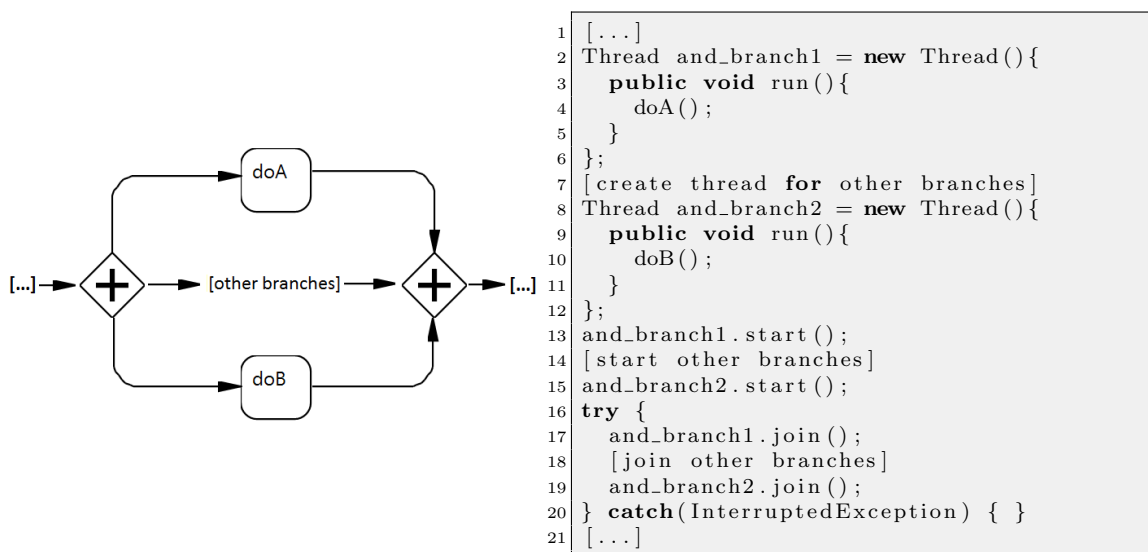 doA
[...]
[other branches]
[...]
doB
1 [...]
2 Thread and_branch1 = new Thread(){
3 public void run(){
4 doA();
5 }
6 };
7 [create thread for other branches]
8 Thread and_branch2 = new Thread(){
9 public void run(){
10 doB();
11 }
12 };
13 and_branch1.start();
14 [start other branches]
15 and_branch2.start();
16 try {
17 and_branch1.join();
18 [join other branches]
19 and_branch2.join();
20 } catch(InterruptedException) { }
21 [...]